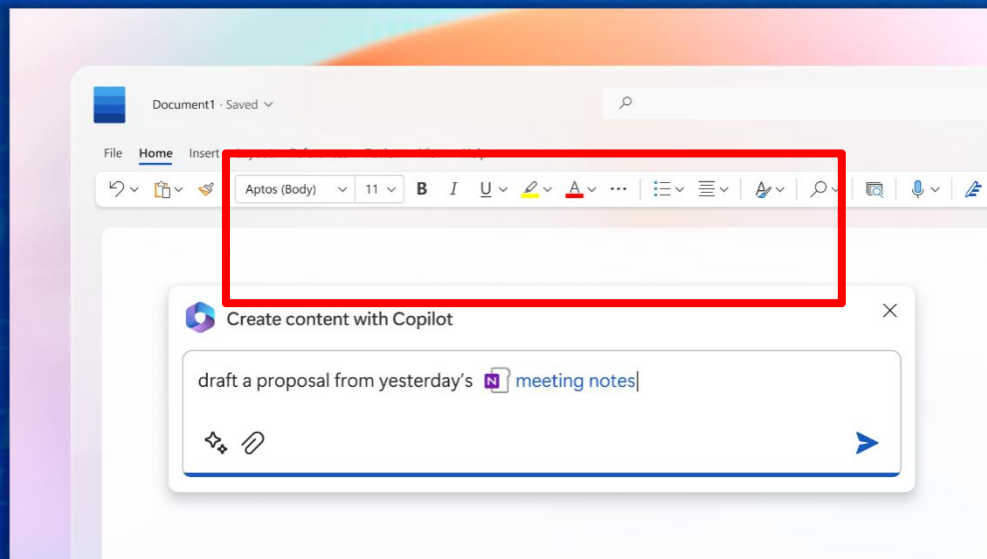 Document1 · Saved
File Home Insert
Aptos (Body) 11 B I U A
Create content with Copilot
draft a proposal from yesterday's N meeting notes